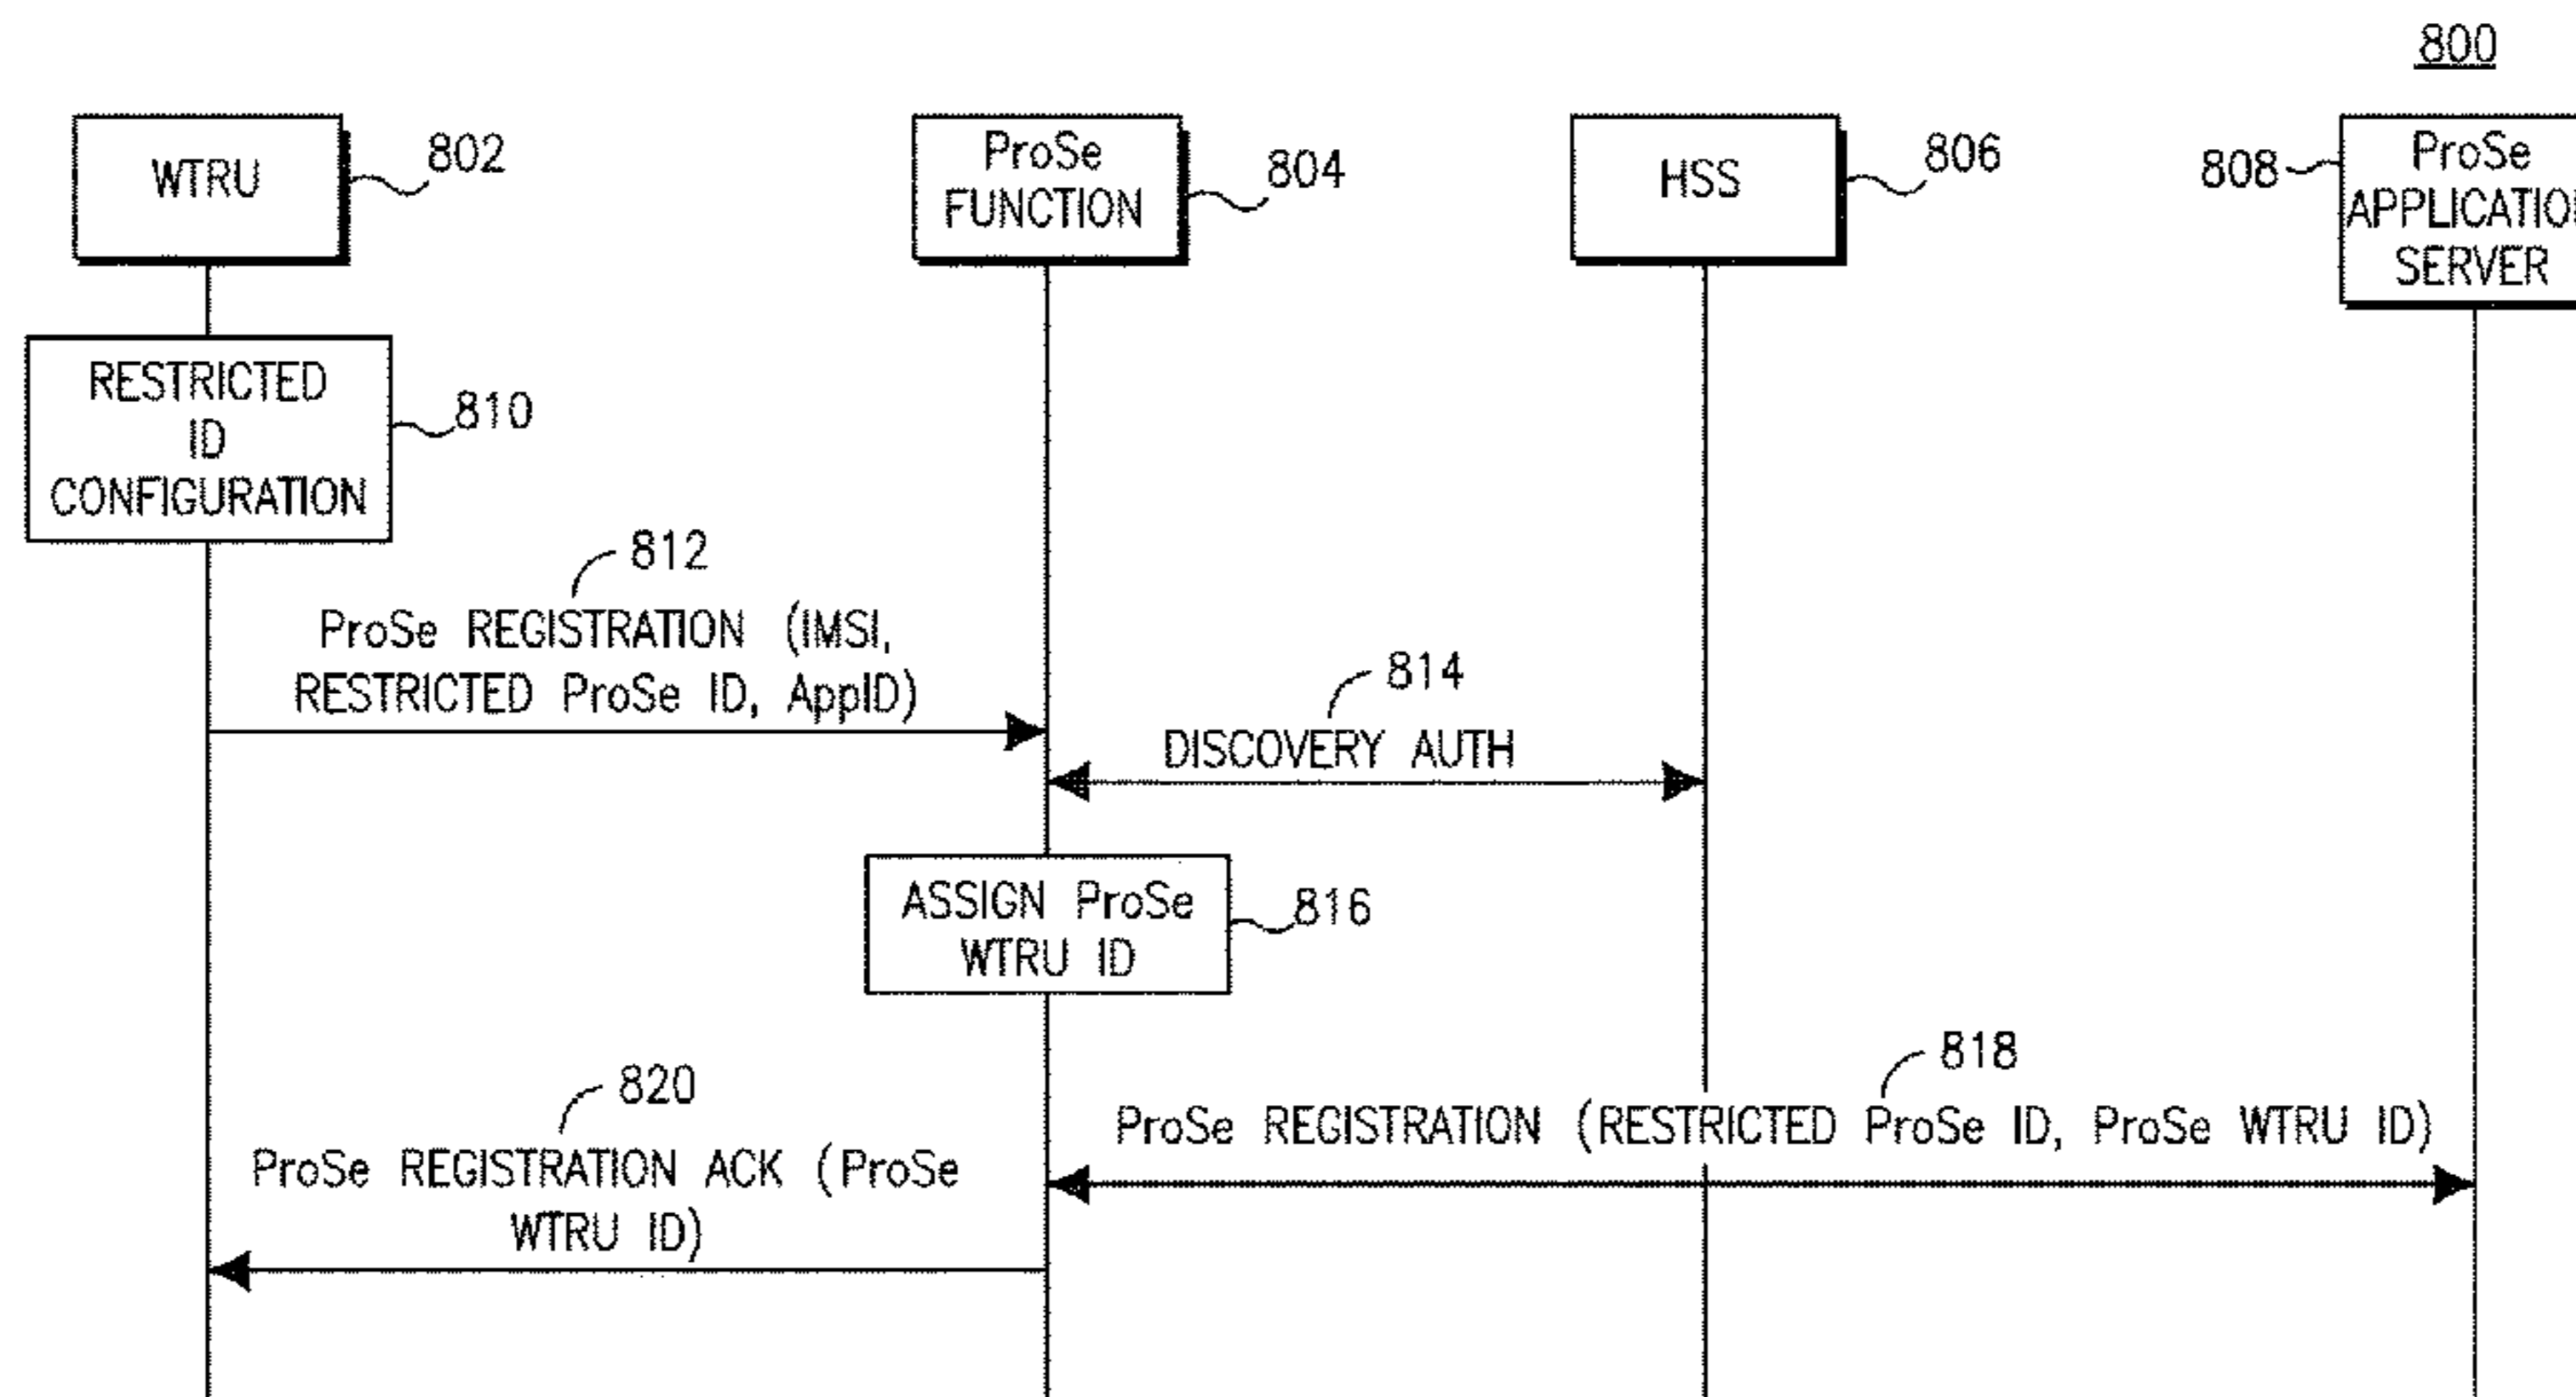 800
WTRU
802
ProSe
FUNCTION
804
HSS
806
808
ProSe
SERVER
RESTRICTED
ID
CONFIGURATION
810
812
ProSe REGISTRATION (IMSI,
RESTRICTED ProSe ID, AppID)
814
DISCOVERY AUTH
ASSIGN ProSe
WTRU ID
816
818
ProSe REGISTRATION (RESTRICTED ProSe ID, ProSe WTRU ID)
820
ProSe REGISTRATION ACK (ProSe
WTRU ID)